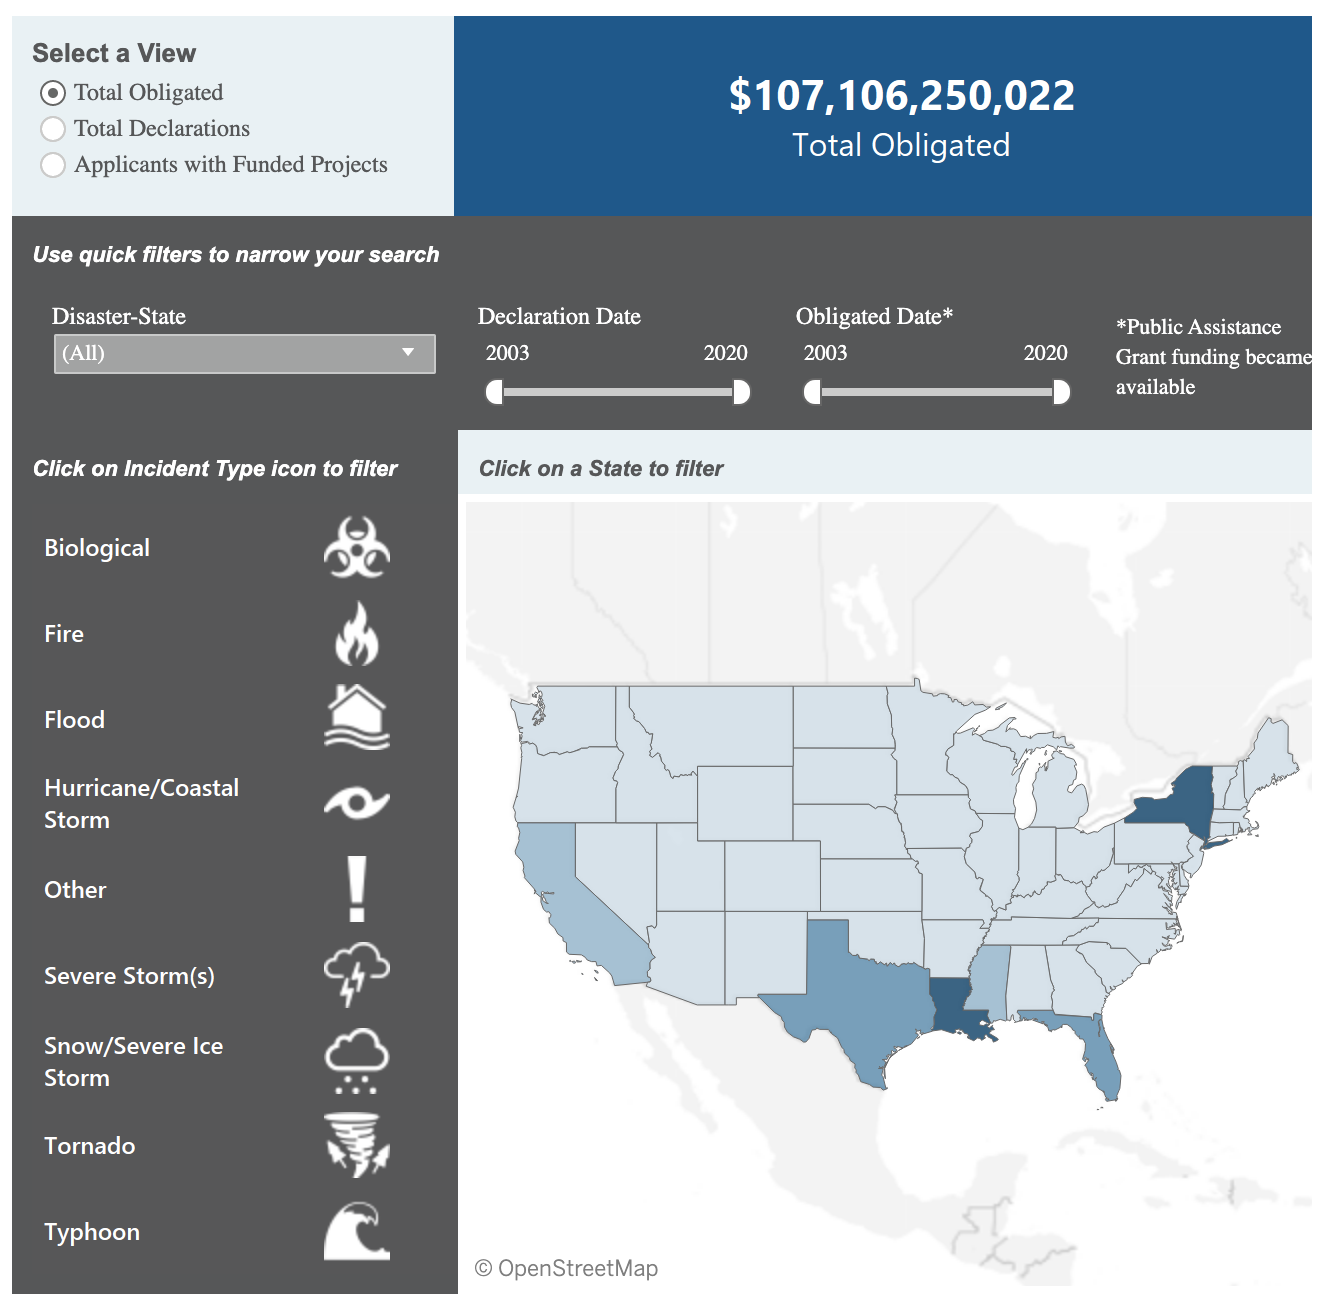 Select a View
Total Obligated
Total Declarations
Applicants with Funded Projects
$107,106,250,022
Total Obligated
Use quick filters to narrow your search
Disaster-State
(All)
Declaration Date
2003 2020
Obligated Date*
2003 2020
*Public Assistance
Grant funding became
available
Click on Incident Type icon to filter
Click on a State to filter
Biological
Fire
Flood
Hurricane/Coastal
Storm
Other
Severe Storm(s)
Snow/Severe Ice
Storm
Tornado
Typhoon
© OpenStreetMap